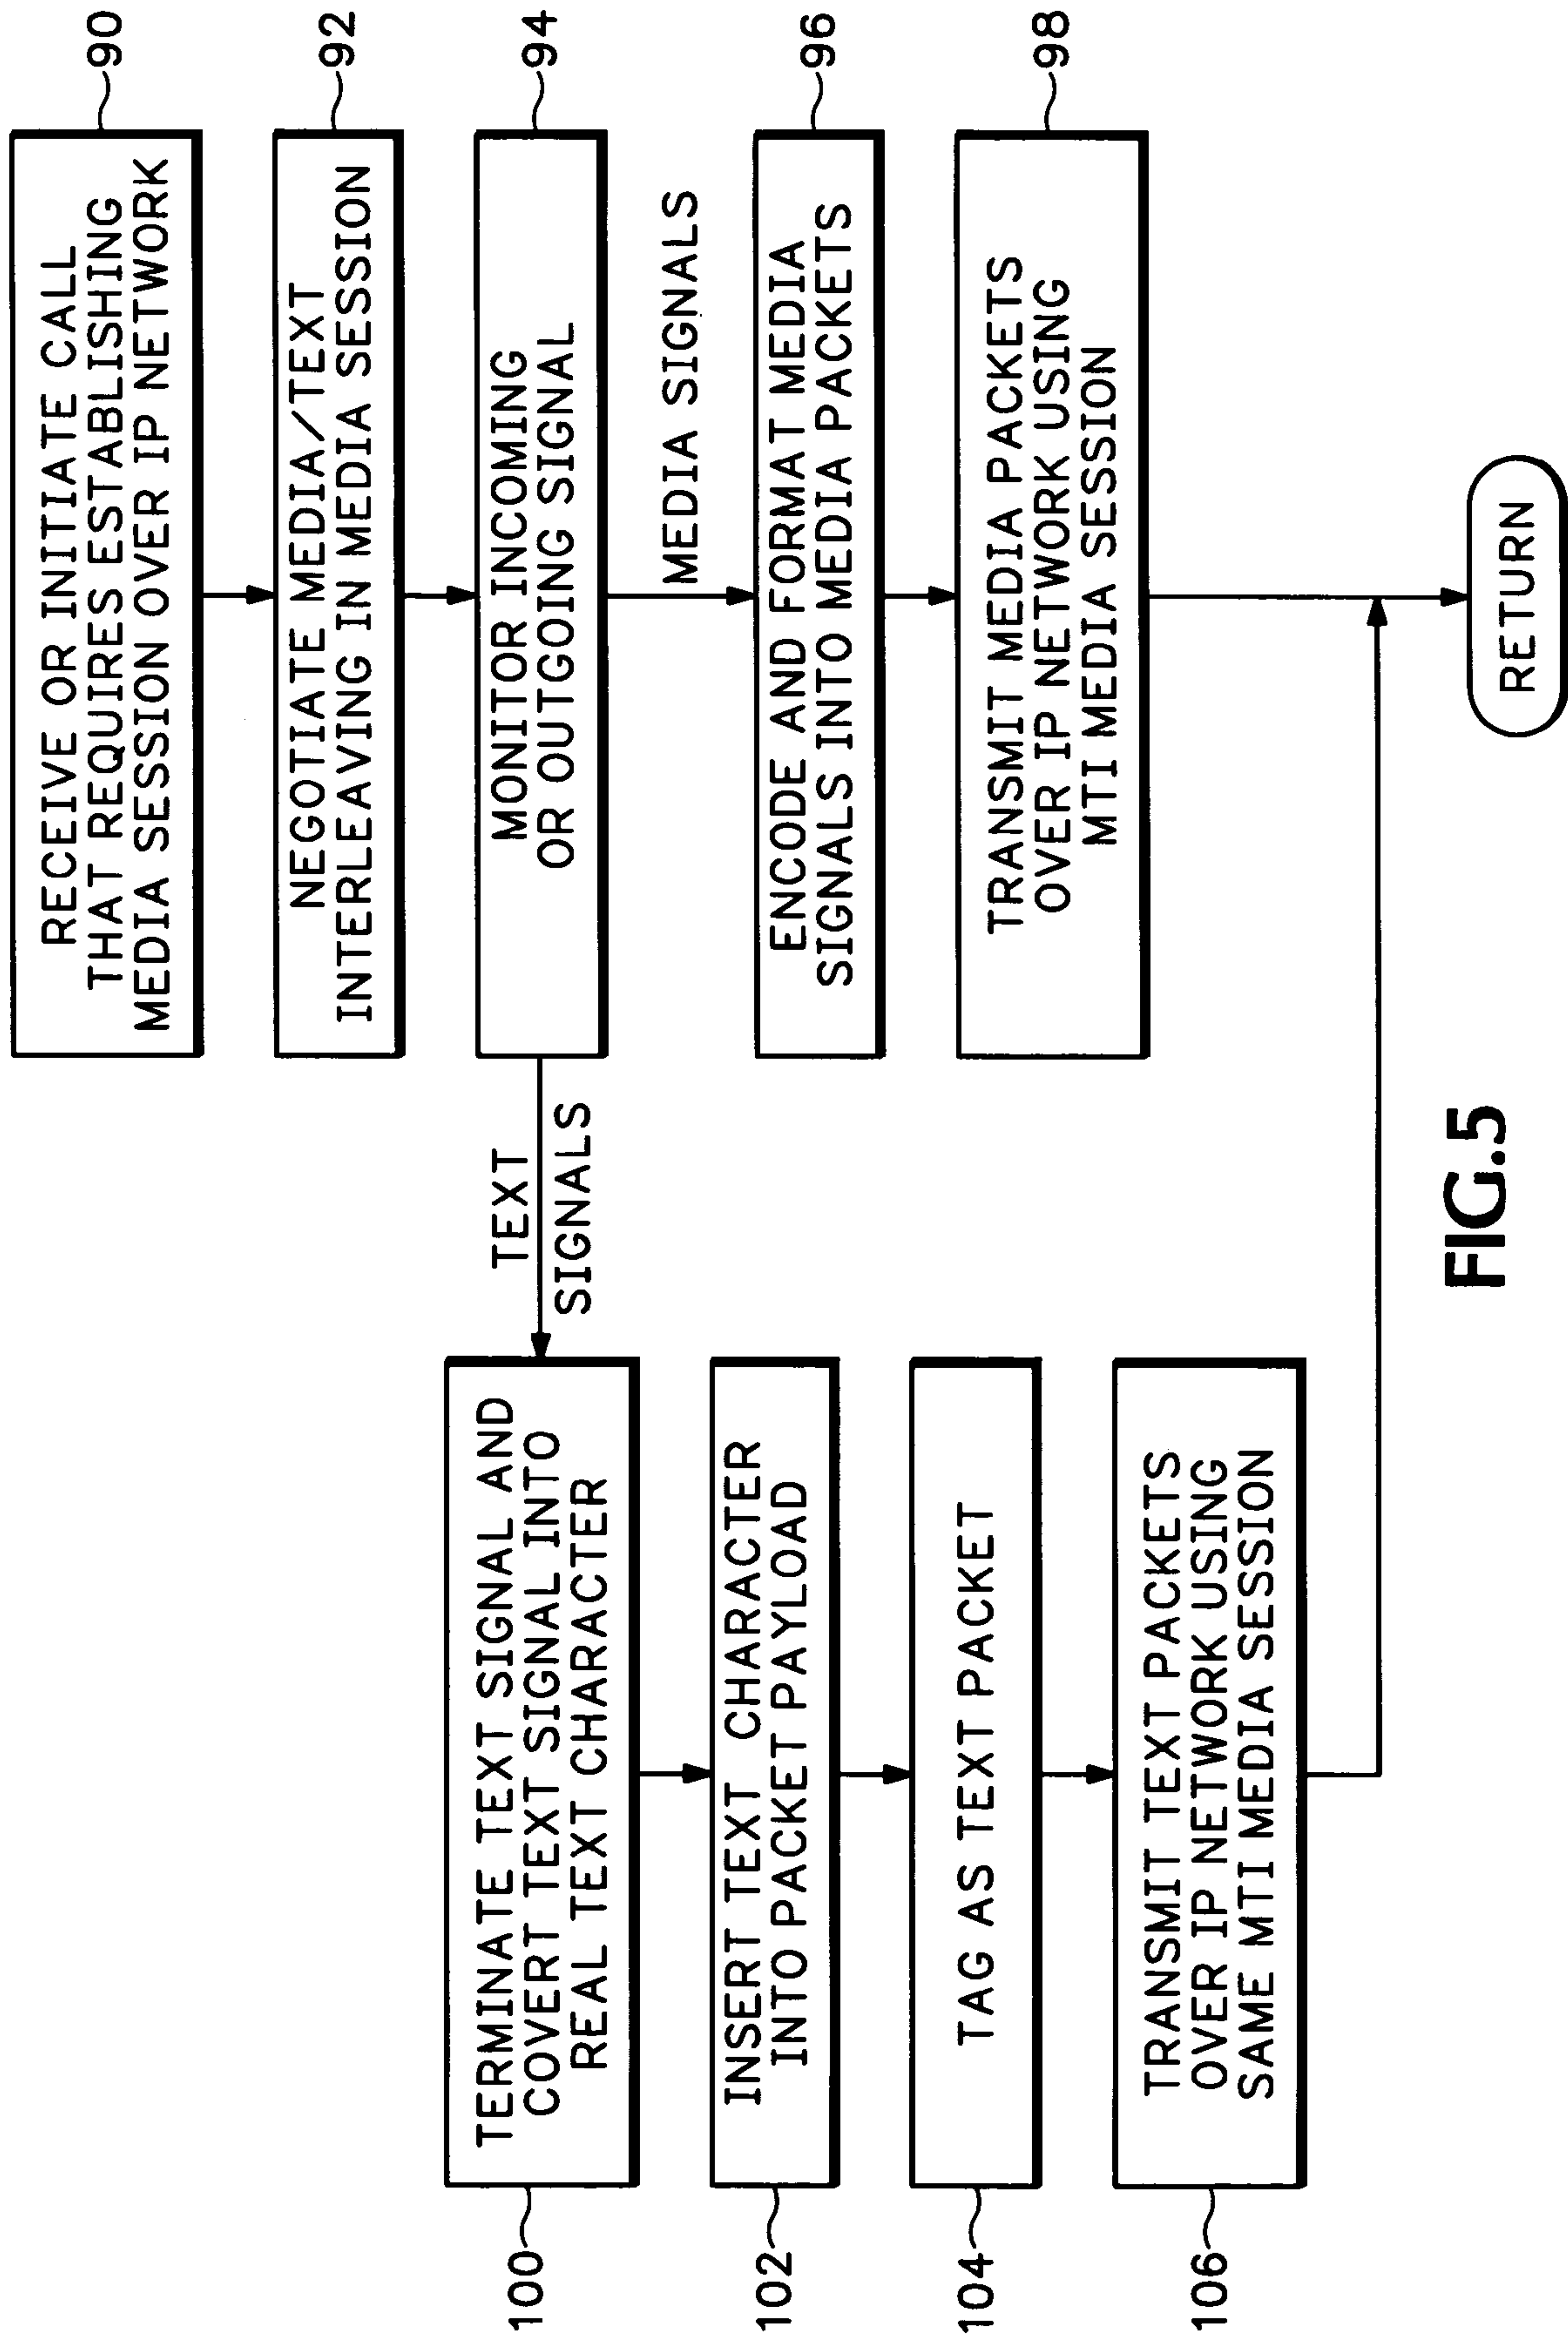 RECEIVE OR INITIATE CALL
THAT REQUIRES ESTABLISHING
MEDIA SESSION OVER IP NETWORK
90
NEGOTIATE MEDIA/TEXT
INTERLEAVING IN MEDIA SESSION
92
MONITOR INCOMING
OR OUTGOING SIGNAL
94
MEDIA SIGNALS
ENCODE AND FORMAT MEDIA
SIGNALS INTO MEDIA PACKETS
96
TRANSMIT MEDIA PACKETS
OVER IP NETWORK USING
MTI MEDIA SESSION
98
TEXT
SIGNALS
100
TERMINATE TEXT SIGNAL AND
COVERT TEXT SIGNAL INTO
REAL TEXT CHARACTER
102
INSERT TEXT CHARACTER
INTO PACKET PAYLOAD
104
TAG AS TEXT PACKET
106
TRANSMIT TEXT PACKETS
OVER IP NETWORK USING
SAME MTI MEDIA SESSION
RETURN
FIG.5